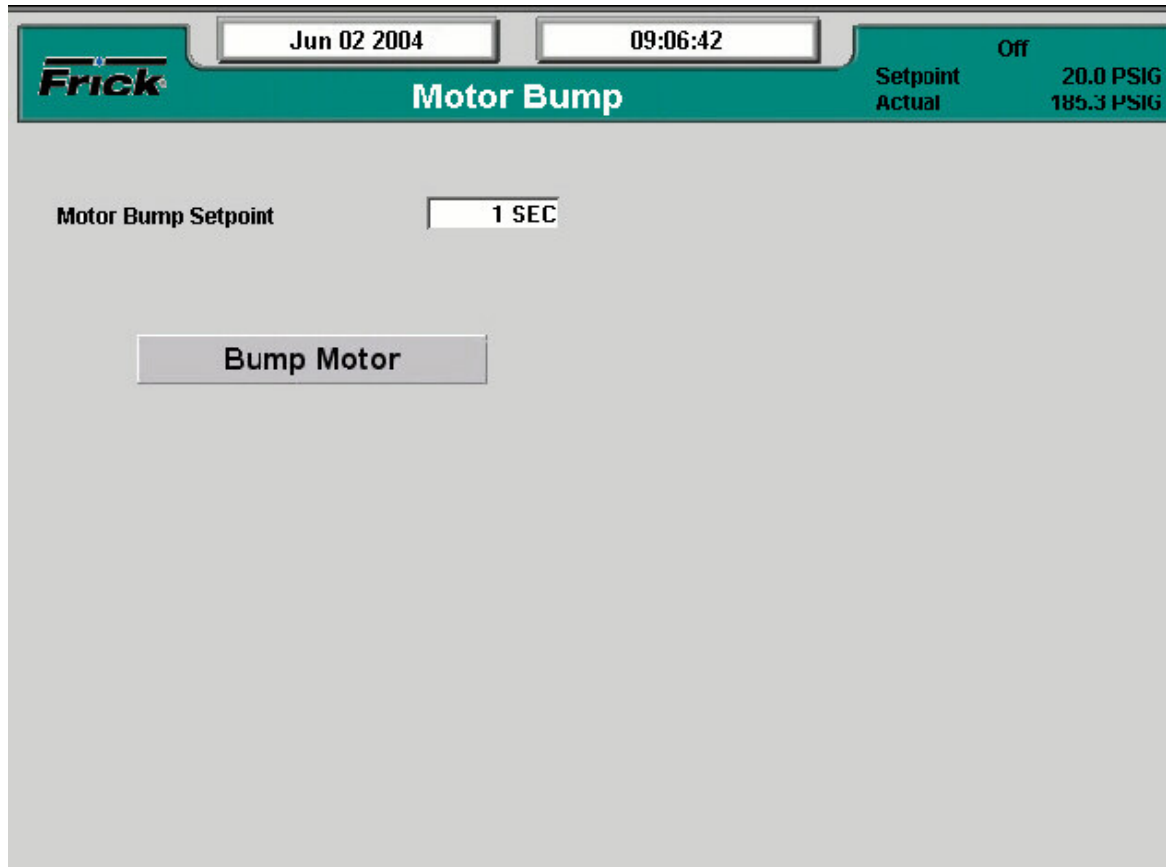 Jun 02 2004
09:06:42
Off
Frick
Motor Bump
Setpoint 20.0 PSIG
Actual 185.3 PSIG
Motor Bump Setpoint 1 SEC
Bump Motor